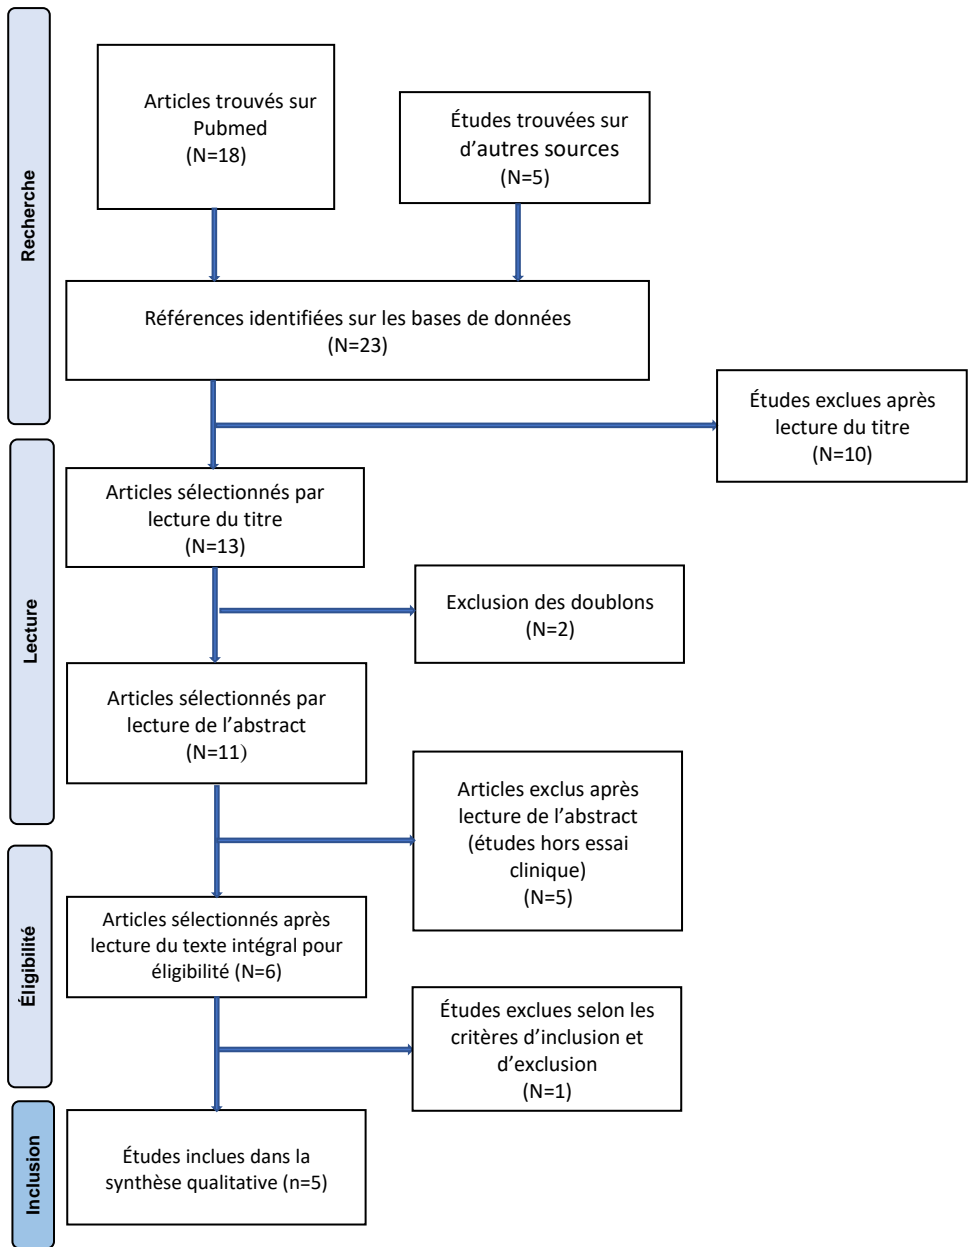 Recherche
Articles trouvés sur
Pubmed
(N=18)
Études trouvées sur
d'autres sources
(N=5)
Références identifiées sur les bases de données
(N=23)
Études exclues après
lecture du titre
(N=10)
Lecture
Articles sélectionnés par
lecture du titre
(N=13)
Exclusion des doublons
(N=2)
Articles sélectionnés par
lecture de l'abstract
(N=11)
Articles exclus après
lecture de l'abstract
(études hors essai
clinique)
(N=5)
Éligibilité
Articles sélectionnés après
lecture du texte intégral pour
éligibilité (N=6)
Études exclues selon les
critères d'inclusion et
d'exclusion
(N=1)
Inclusion
Études inclues dans la
synthèse qualitative (n=5)